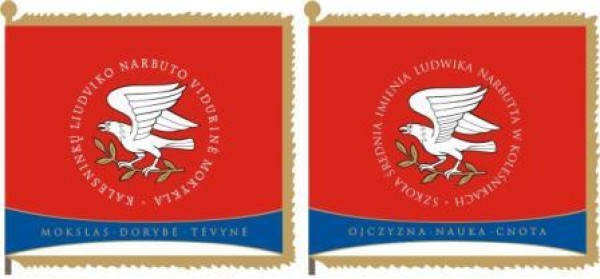 KALESNINKŲ LIUDVIKO NARBUTO VIDURINĖ MOKYKLA ·
MOKSLAS · DORYBĖ · TĖVYNĖ
SZKOŁA ŚREDNIA IMIENIA LUDWIKA NARBUTTA W KOLEŚNIKACH ·
OJCZYZNA · NAUKA · CNOTA